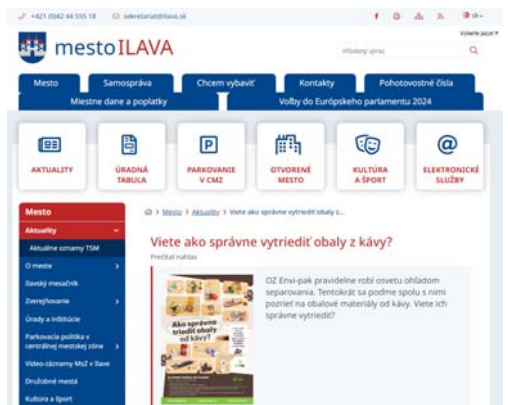 +421 (0)42 44 555 18 sekretariat@ilava.sk sk
Vyberte jazyk ▼
mesto ILAVA
Hľadaný výraz
Mesto Samospráva Chcem vybaviť Kontakty Pohotovostné čísla
Miestne dane a poplatky Voľby do Európskeho parlamentu 2024
AKTUALITY
ÚRADNÁ
TABUĽA
PARKOVANIE
V CMZ
OTVORENÉ
MESTO
KULTÚRA
A ŠPORT
ELEKTRONICKÉ
SLUŽBY
Mesto
Aktuality
Aktuálne oznamy TSM
O meste
Ilavský mesačník
Zverejňovanie
Úrady a inštitúcie
Parkovacia politika v
centrálnej mestskej zóne
Video-záznamy MsZ v Ilave
Družobné mestá
Kultúra a šport
Mesto > Aktuality > Viete ako správne vytriediť obaly z...
Viete ako správne vytriediť obaly z kávy?
Prečítať nahlas
Ako správne
triediť obaly
od kávy?
OZ Envi-pak pravidelne robí osvetu ohľadom
separovania. Tentokrát sa poďme spolu s nimi
pozrieť na obalové materiály od kávy. Viete ich
správne vytriediť?